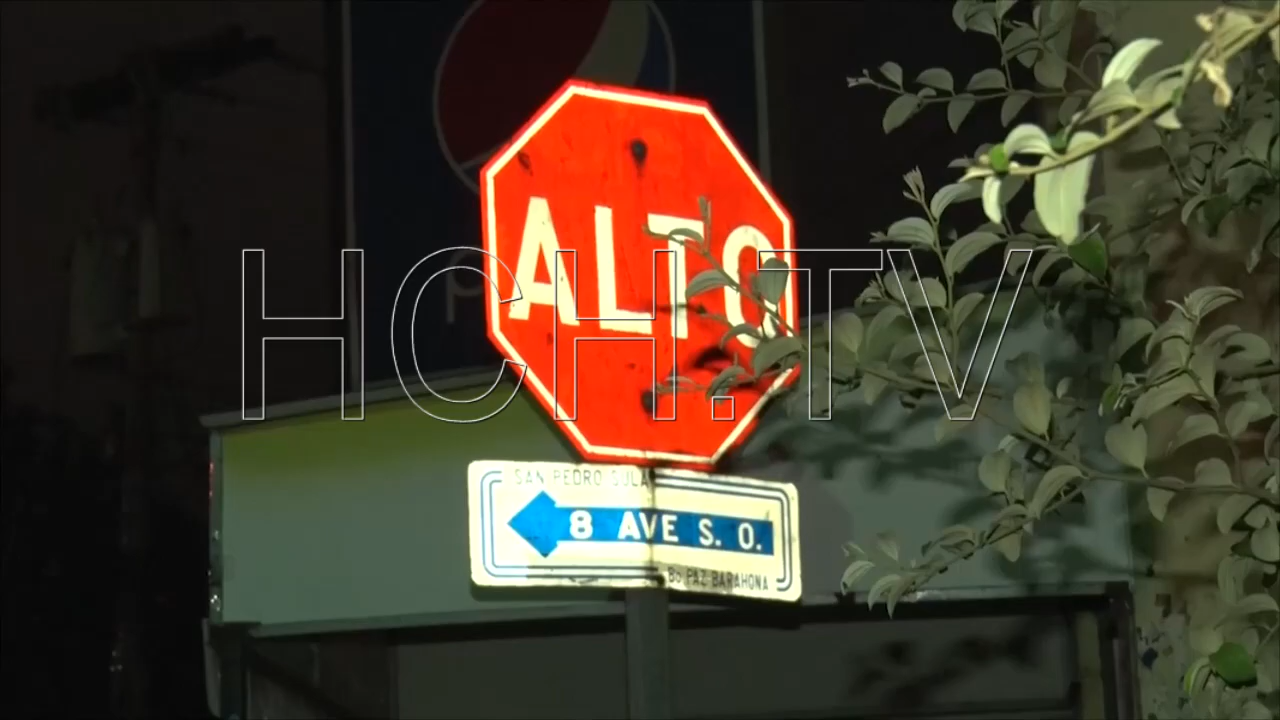 ALTO
HCH.TV
SAN PEDRO SULA
8 AVE S. O.
Bo PAZ BARAHONA